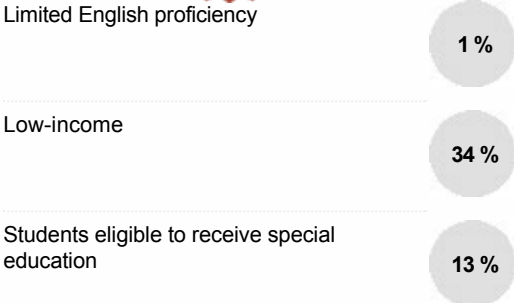 Limited English proficiency
1 %
Low-income
34 %
Students eligible to receive special
education
13 %